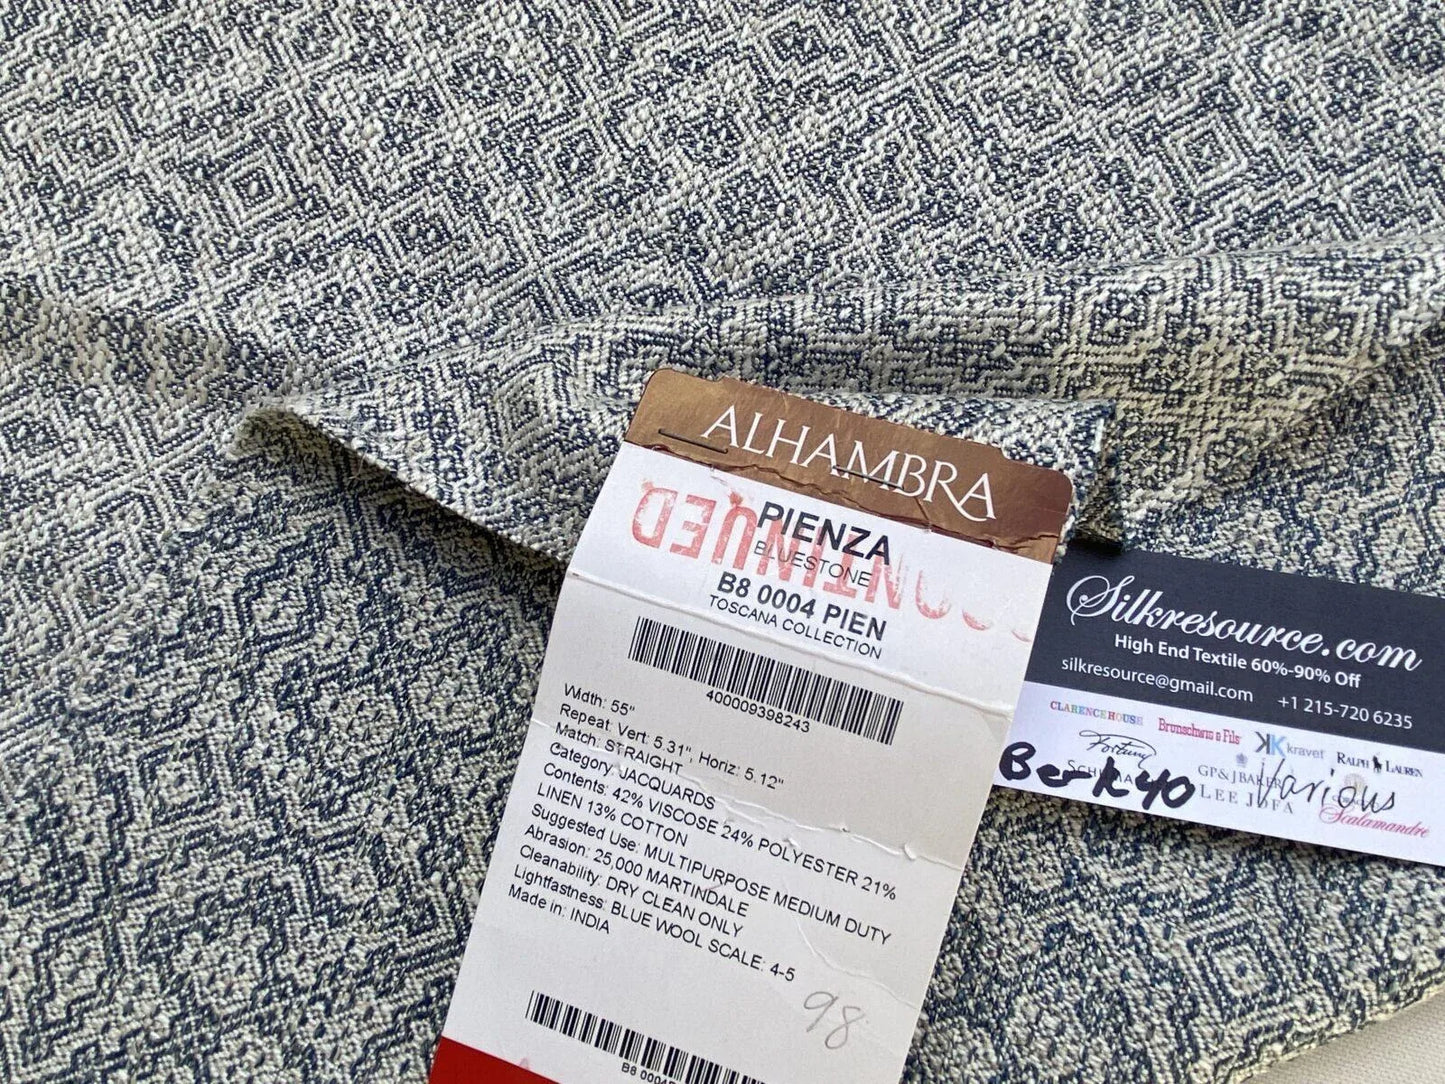 ALHAMBRA
DISCONTINUED
PIENZA
BLUESTONE
B8 0004 PIEN
TOSCANA COLLECTION
400009398243
Width: 55"
Repeat: Vert: 5.31", Horiz: 5.12"
Match: STRAIGHT
Category: JACQUARDS
Contents: 42% VISCOSE 24% POLYESTER 21%
LINEN 13% COTTON
Suggested Use: MULTIPURPOSE MEDIUM DUTY
Abrasion: 25,000 MARTINDALE
Cleanability: DRY CLEAN ONLY
Lightfastness: BLUE WOOL SCALE: 4-5
Made in: INDIA
98
Silkresource.com
High End Textile 60%-90% Off
silkresource@gmail.com +1 215-720 6235
CLARENCE HOUSE Brunschwig & Fils kravet RALPH LAUREN
Fortuny
GP&J BAKER
LEE JOFA
Scalamandré